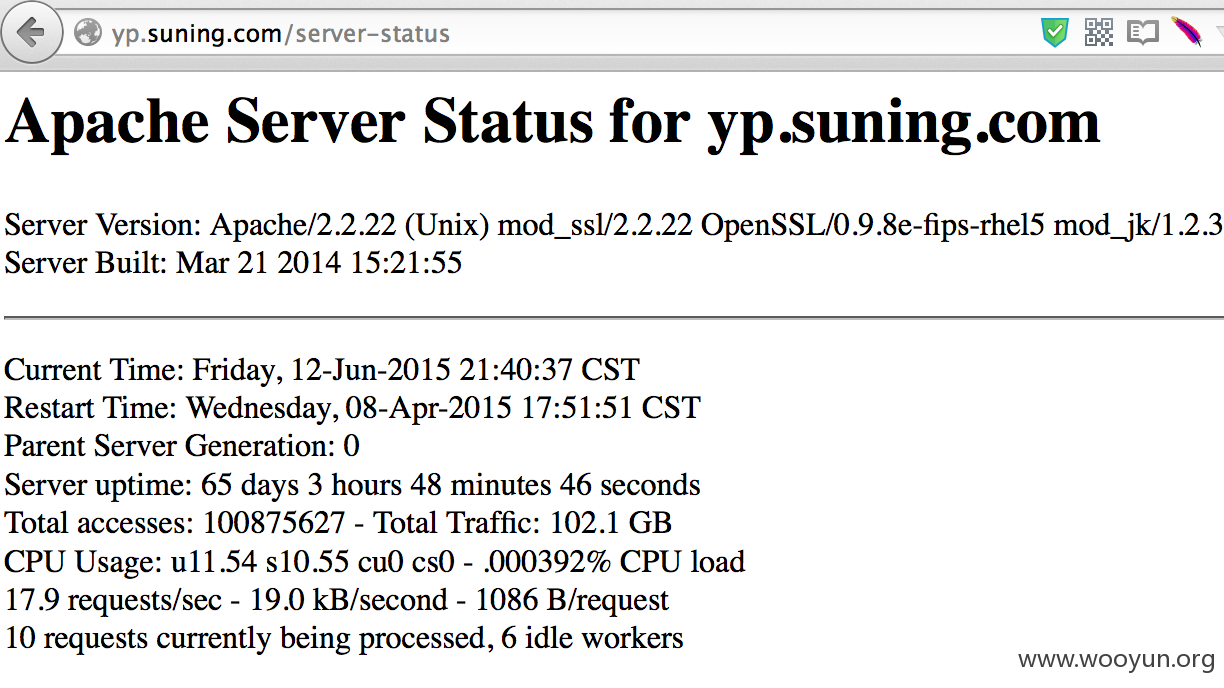 yp.suning.com/server-status
Apache Server Status for yp.suning.com
Server Version: Apache/2.2.22 (Unix) mod_ssl/2.2.22 OpenSSL/0.9.8e-fips-rhel5 mod_jk/1.2.3
Server Built: Mar 21 2014 15:21:55
Current Time: Friday, 12-Jun-2015 21:40:37 CST
Restart Time: Wednesday, 08-Apr-2015 17:51:51 CST
Parent Server Generation: 0
Server uptime: 65 days 3 hours 48 minutes 46 seconds
Total accesses: 100875627 - Total Traffic: 102.1 GB
CPU Usage: u11.54 s10.55 cu0 cs0 - .000392% CPU load
17.9 requests/sec - 19.0 kB/second - 1086 B/request
10 requests currently being processed, 6 idle workers
www.wooyun.org